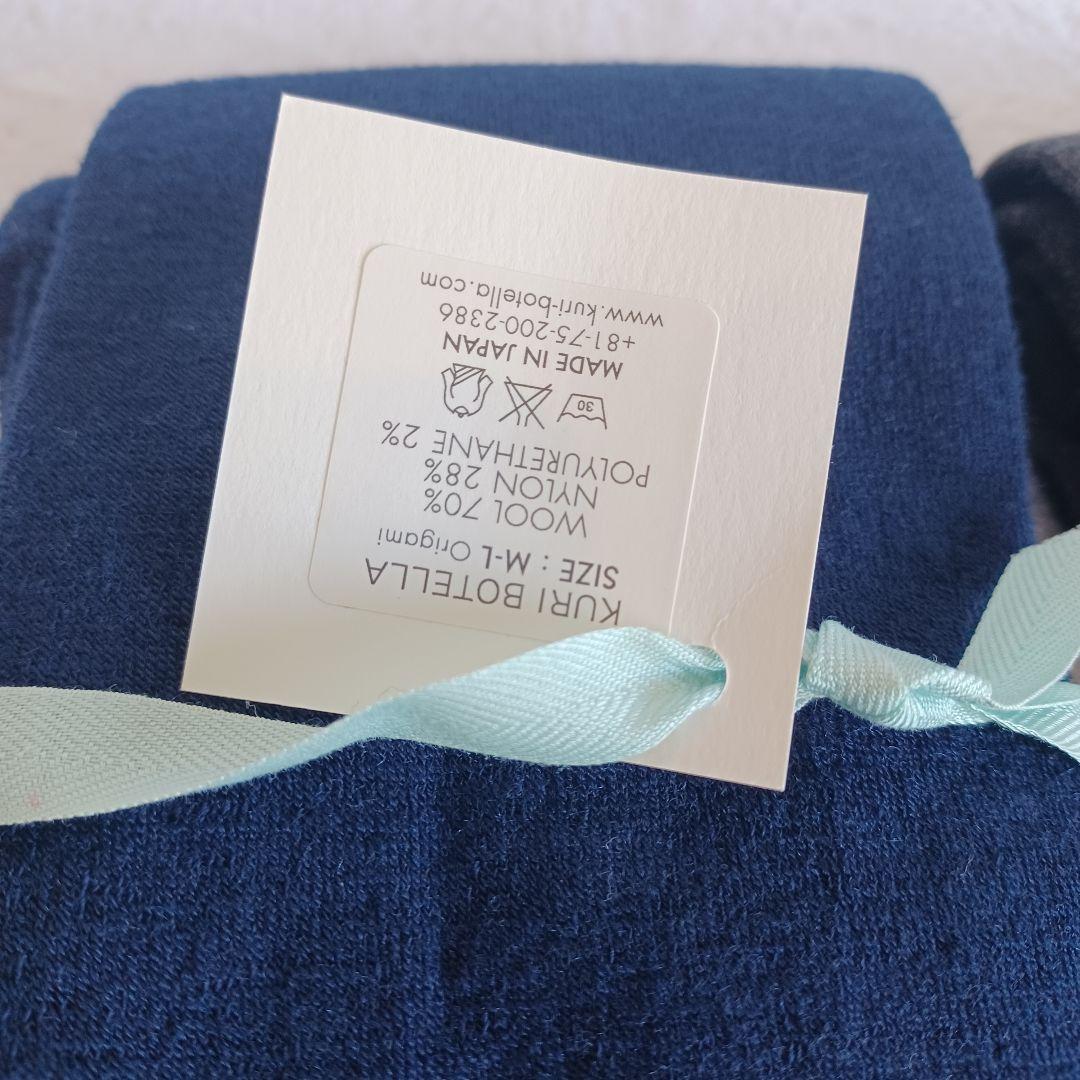 KURI BOTELLA
SIZE : M-L Origami
WOOL 70%
NYLON 28%
POLYURETHANE 2%
30
MADE IN JAPAN
+81-75-200-2386
www.kuri-botella.com